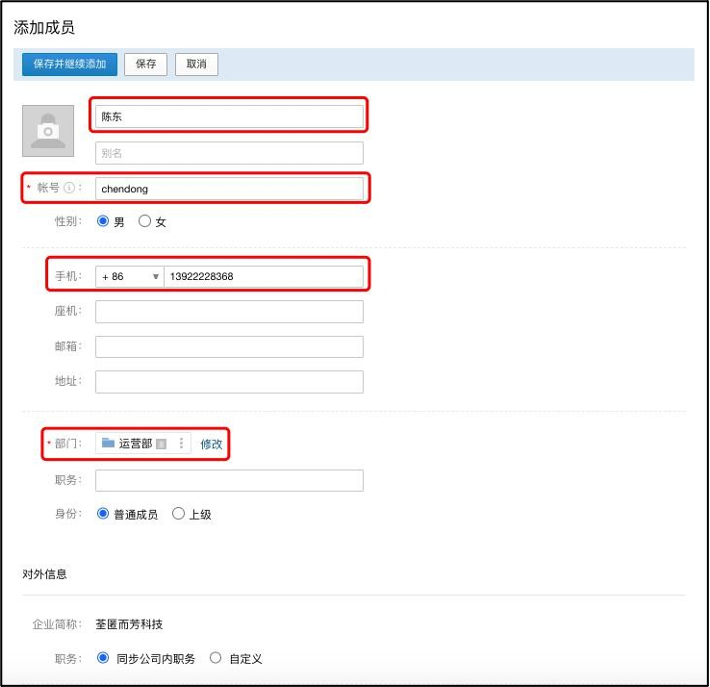 添加成员
保存并继续添加 保存 取消
陈东
别名
* 帐号 ⓘ： chendong
性别： 男 女
手机： + 86 13922228368
座机：
邮箱：
地址：
* 部门： 运营部 修改
职务：
身份： 普通成员 上级
对外信息
企业简称： 荃匿而芳科技
职务： 同步公司内职务 自定义